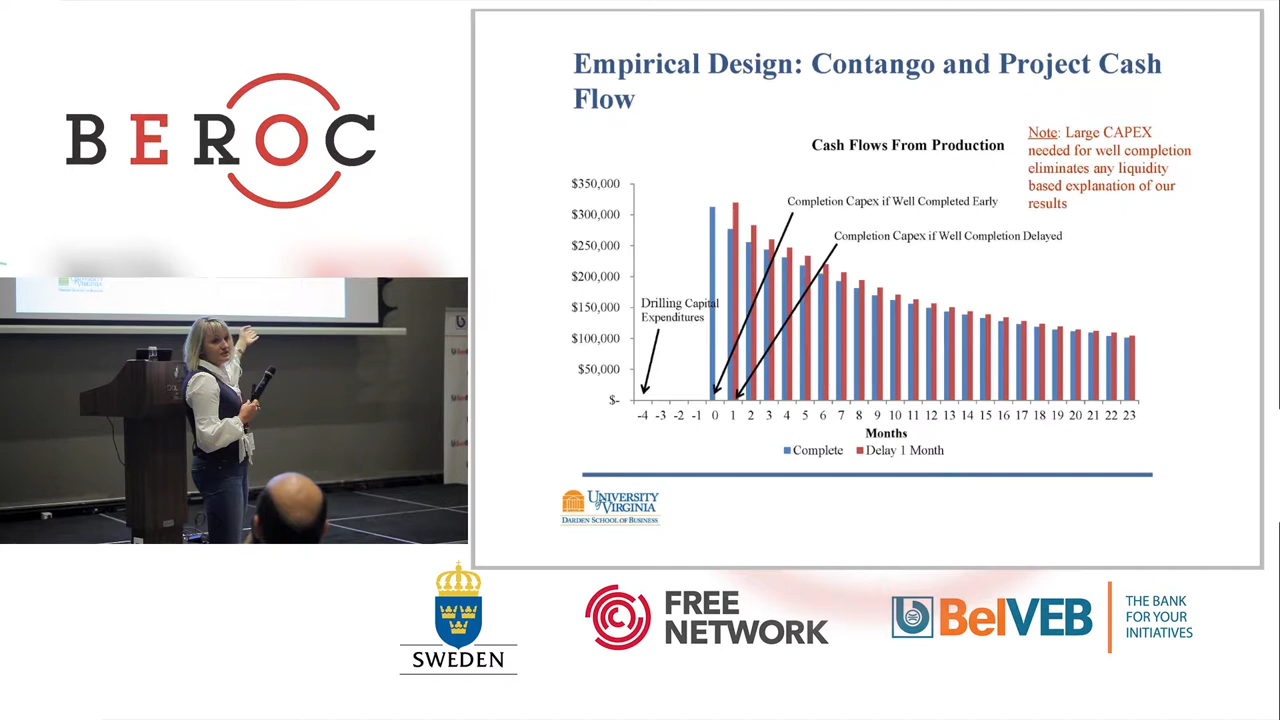 BEROC
Empirical Design: Contango and Project Cash
Flow
Cash Flows From Production
Note: Large CAPEX
needed for well completion
eliminates any liquidity
based explanation of our
results
$350,000
$300,000
$250,000
$200,000
$150,000
$100,000
$50,000
$-
Completion Capex if Well Completed Early
Completion Capex if Well Completion Delayed
Drilling Capital
Expenditures
-4 -3 -2 -1 0 1 2 3 4 5 6 7 8 9 10 11 12 13 14 15 16 17 18 19 20 21 22 23
Months
Complete Delay 1 Month
UNIVERSITY
of VIRGINIA
DARDEN SCHOOL OF BUSINESS
UNIVERSITY
VIRGINIA
SWEDEN
FREE
NETWORK
BelVEB
THE BANK
FOR YOUR
INITIATIVES